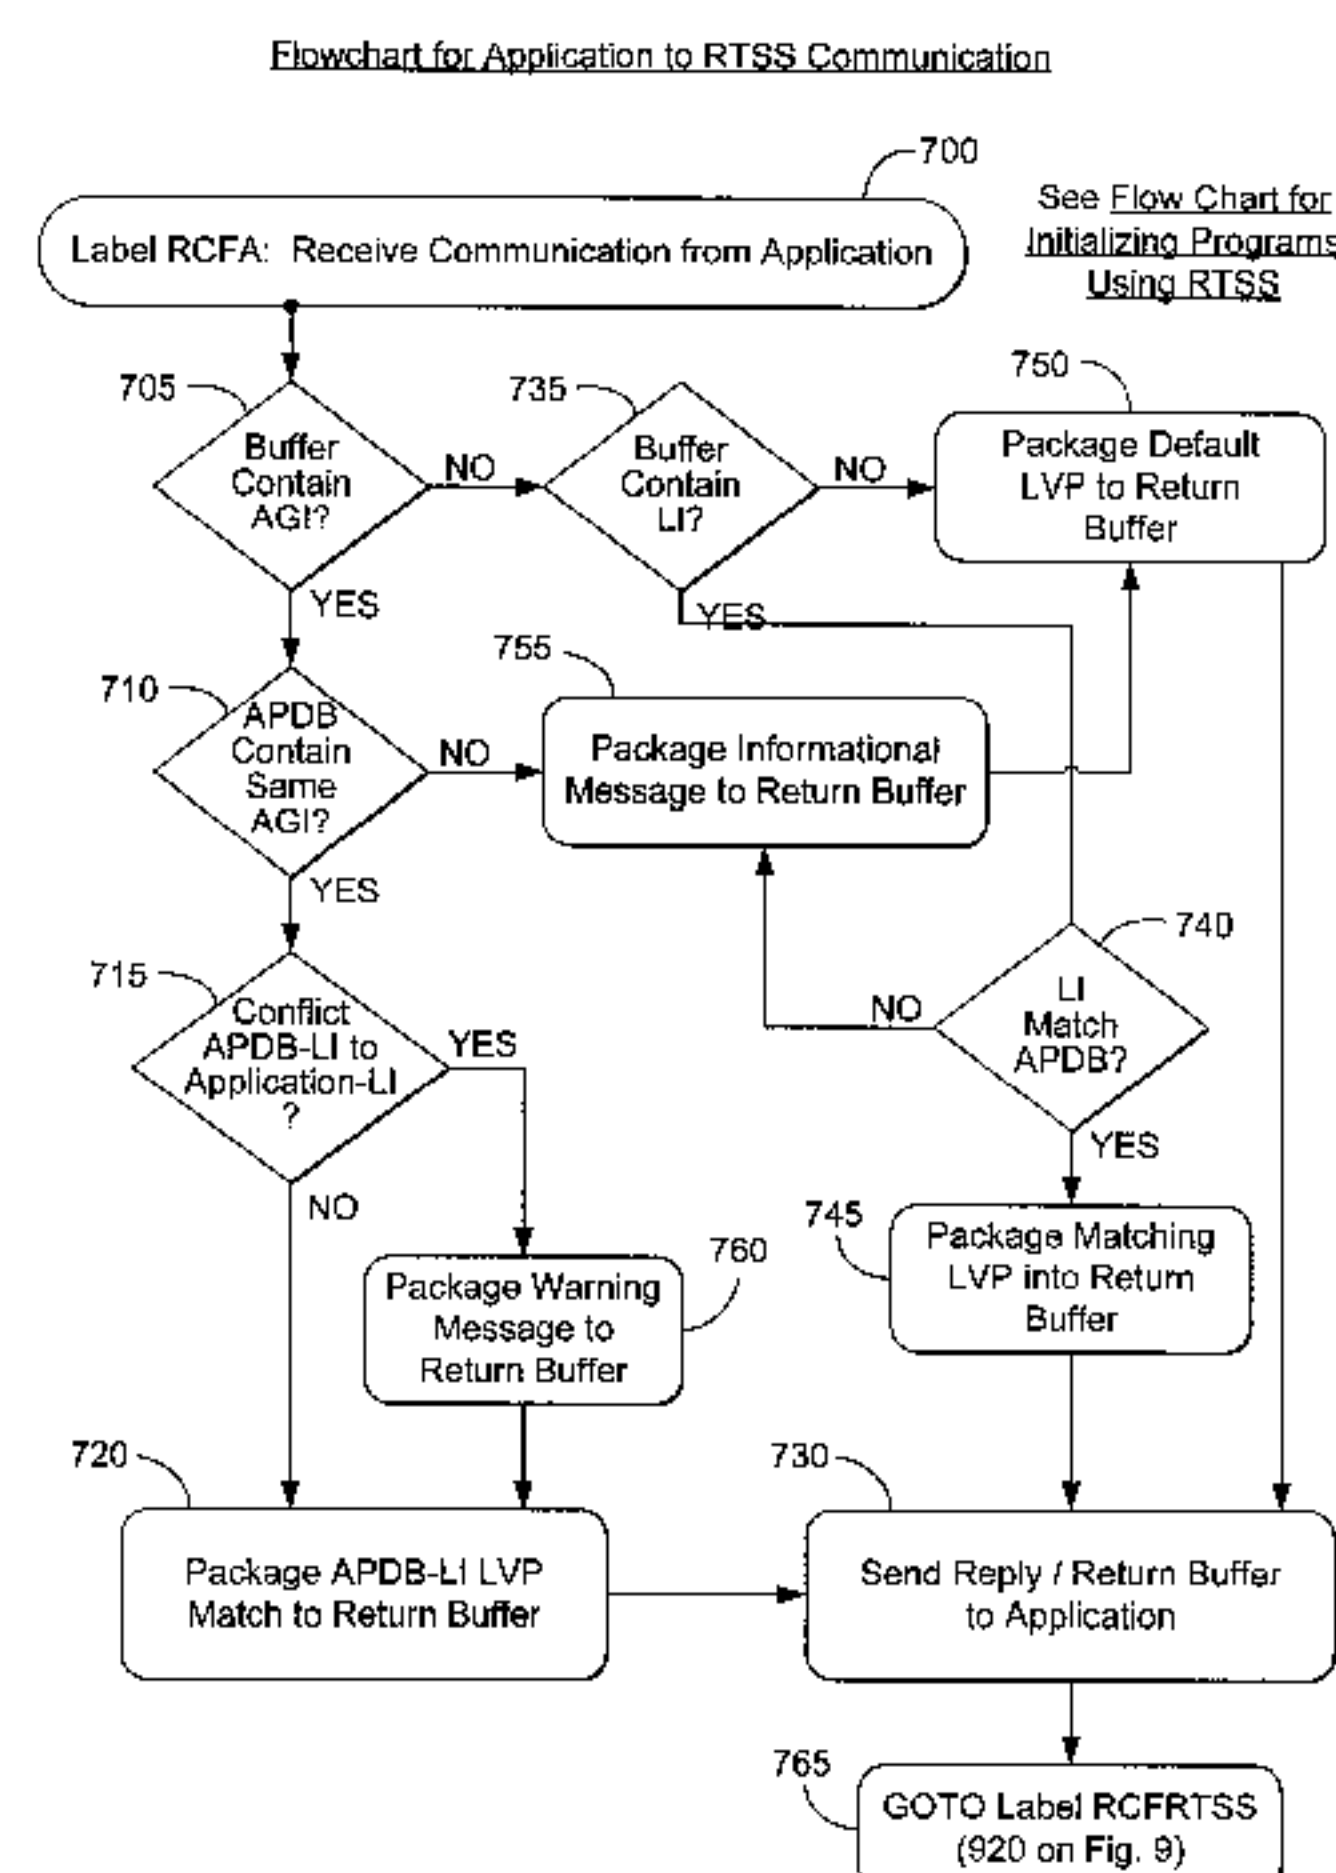 Flowchart for Application to RTSS Communication
700
See Flow Chart for
Initializing Programs
Using RTSS
Label RCFA: Receive Communication from Application
705
735
750
Buffer
Contain
AGI?
NO
Buffer
Contain
LI?
NO
Package Default
LVP to Return
Buffer
YES
YES
710
755
APDB
Contain
Same
AGI?
NO
Package Informational
Message to Return Buffer
YES
715
740
Conflict
APDB-LI to
Application-LI
?
YES
NO
LI
Match
APDB?
NO
YES
760
745
Package Warning
Message to
Return Buffer
Package Matching
LVP into Return
Buffer
720
730
Package APDB-LI LVP
Match to Return Buffer
Send Reply / Return Buffer
to Application
765
GOTO Label RCFRTSS
(920 on Fig. 9)